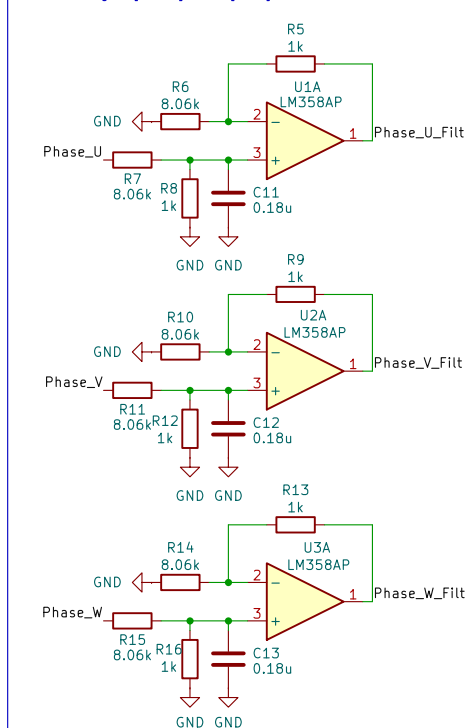 R5
1k
R6
8.06k
U1A
LM358AP
GND
2
−
1
Phase_U_Filt
Phase_U
3
+
R7
8.06k
R8
1k
C11
0.18u
GND GND
R9
1k
R10
8.06k
U2A
LM358AP
GND
2
−
1
Phase_V_Filt
Phase_V
3
+
R11
8.06k
R12
1k
C12
0.18u
GND GND
R13
1k
R14
8.06k
U3A
LM358AP
GND
2
−
1
Phase_W_Filt
Phase_W
3
+
R15
8.06k
R16
1k
C13
0.18u
GND GND